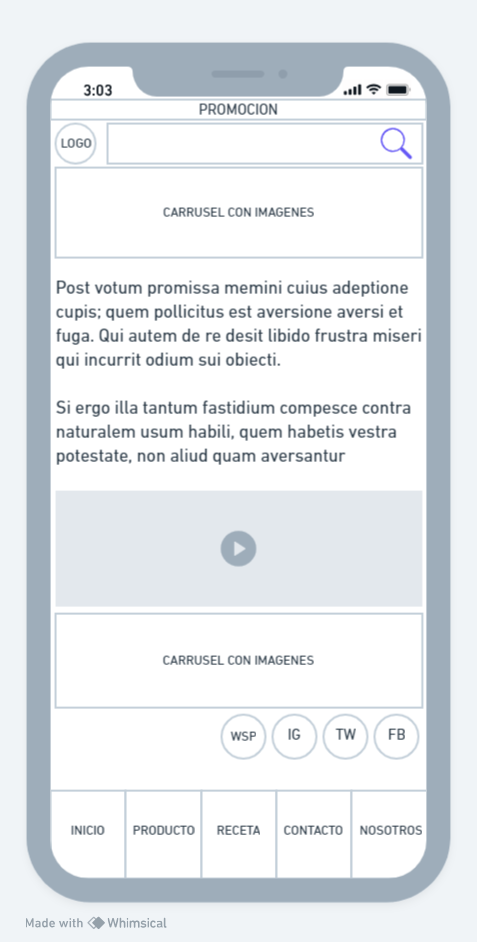 3:03
PROMOCION
LOGO
CARRUSEL CON IMAGENES
Post votum promissa memini cuius adeptione
cupis; quem pollicitus est aversione aversi et
fuga. Qui autem de re desit libido frustra miseri
qui incurrit odium sui obiecti.
Si ergo illa tantum fastidium compesce contra
naturalem usum habili, quem habetis vestra
potestate, non aliud quam aversantur
CARRUSEL CON IMAGENES
WSP IG TW FB
INICIO PRODUCTO RECETA CONTACTO NOSOTROS
Made with Whimsical